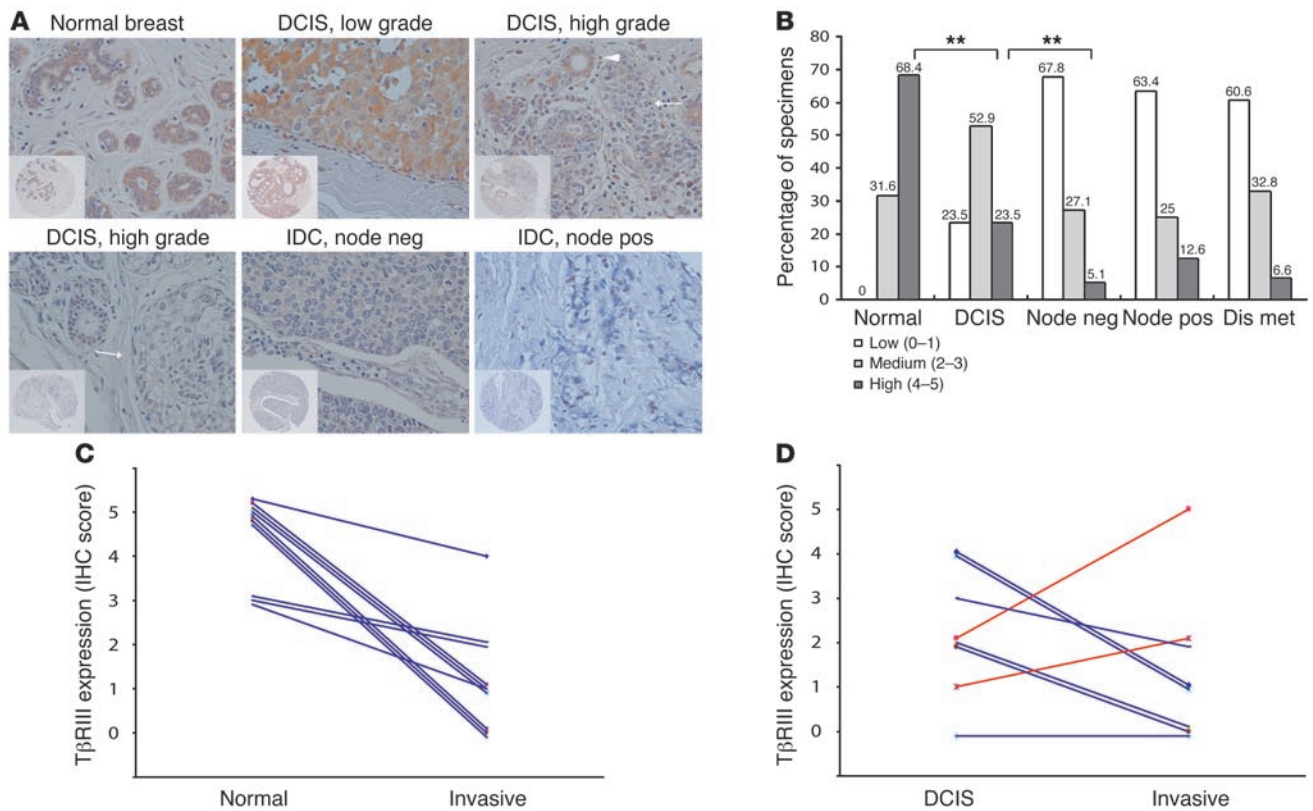 A
Normal breast
DCIS, low grade
DCIS, high grade
DCIS, high grade
IDC, node neg
IDC, node pos
B
Percentage of specimens
80
70
60
50
40
30
20
10
0
** **
0 31.6 68.4
23.5 52.9 23.5
67.8 27.1 5.1
63.4 25 12.6
60.6 32.8 6.6
Normal DCIS Node neg Node pos Dis met
Low (0–1)
Medium (2–3)
High (4–5)
C
TβRIII expression (IHC score)
5
4
3
2
1
0
Normal Invasive
D
TβRIII expression (IHC score)
5
4
3
2
1
0
DCIS Invasive